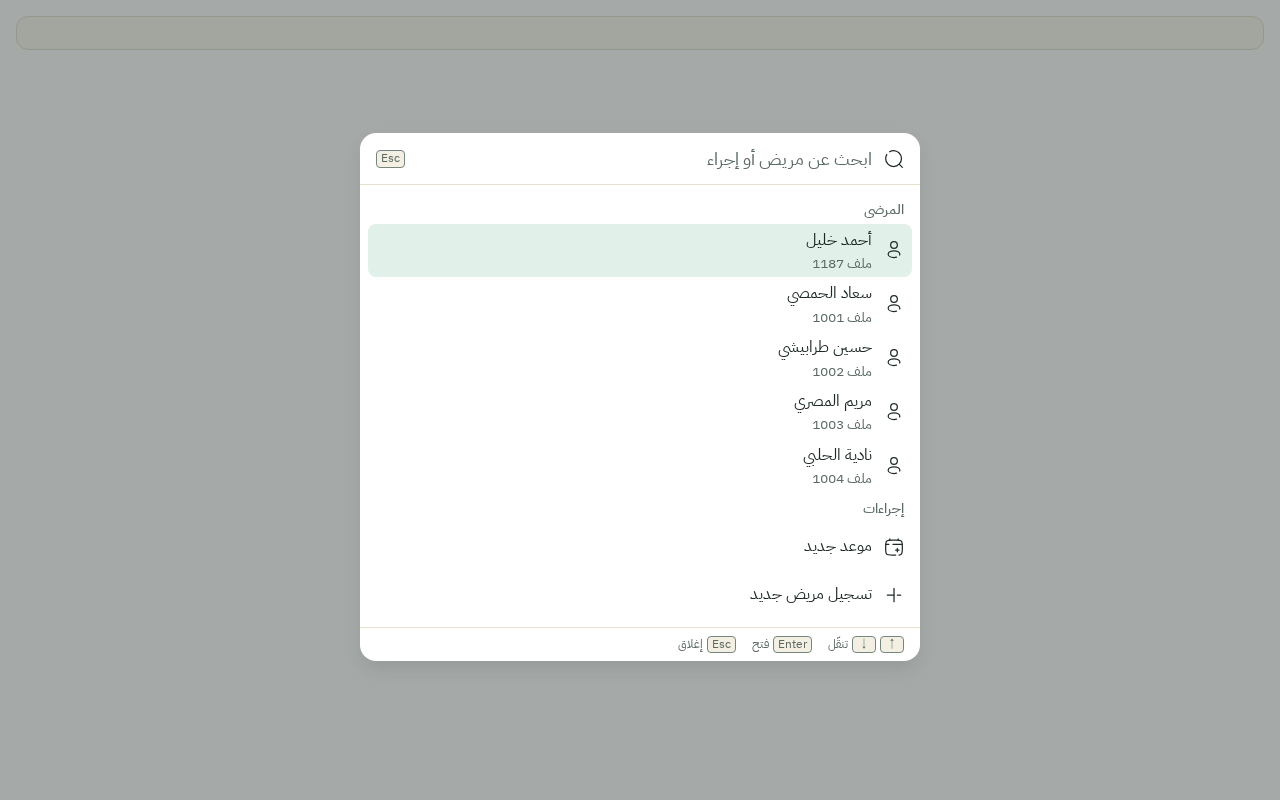 ابحث عن مريض أو إجراء Esc
المرضى
أحمد خليل
ملف 1187
سعاد الحمصي
ملف 1001
حسين طرابيشي
ملف 1002
مريم المصري
ملف 1003
نادية الحلبي
ملف 1004
إجراءات
موعد جديد
تسجيل مريض جديد
↑ ↓ تنقّل Enter فتح Esc إغلاق